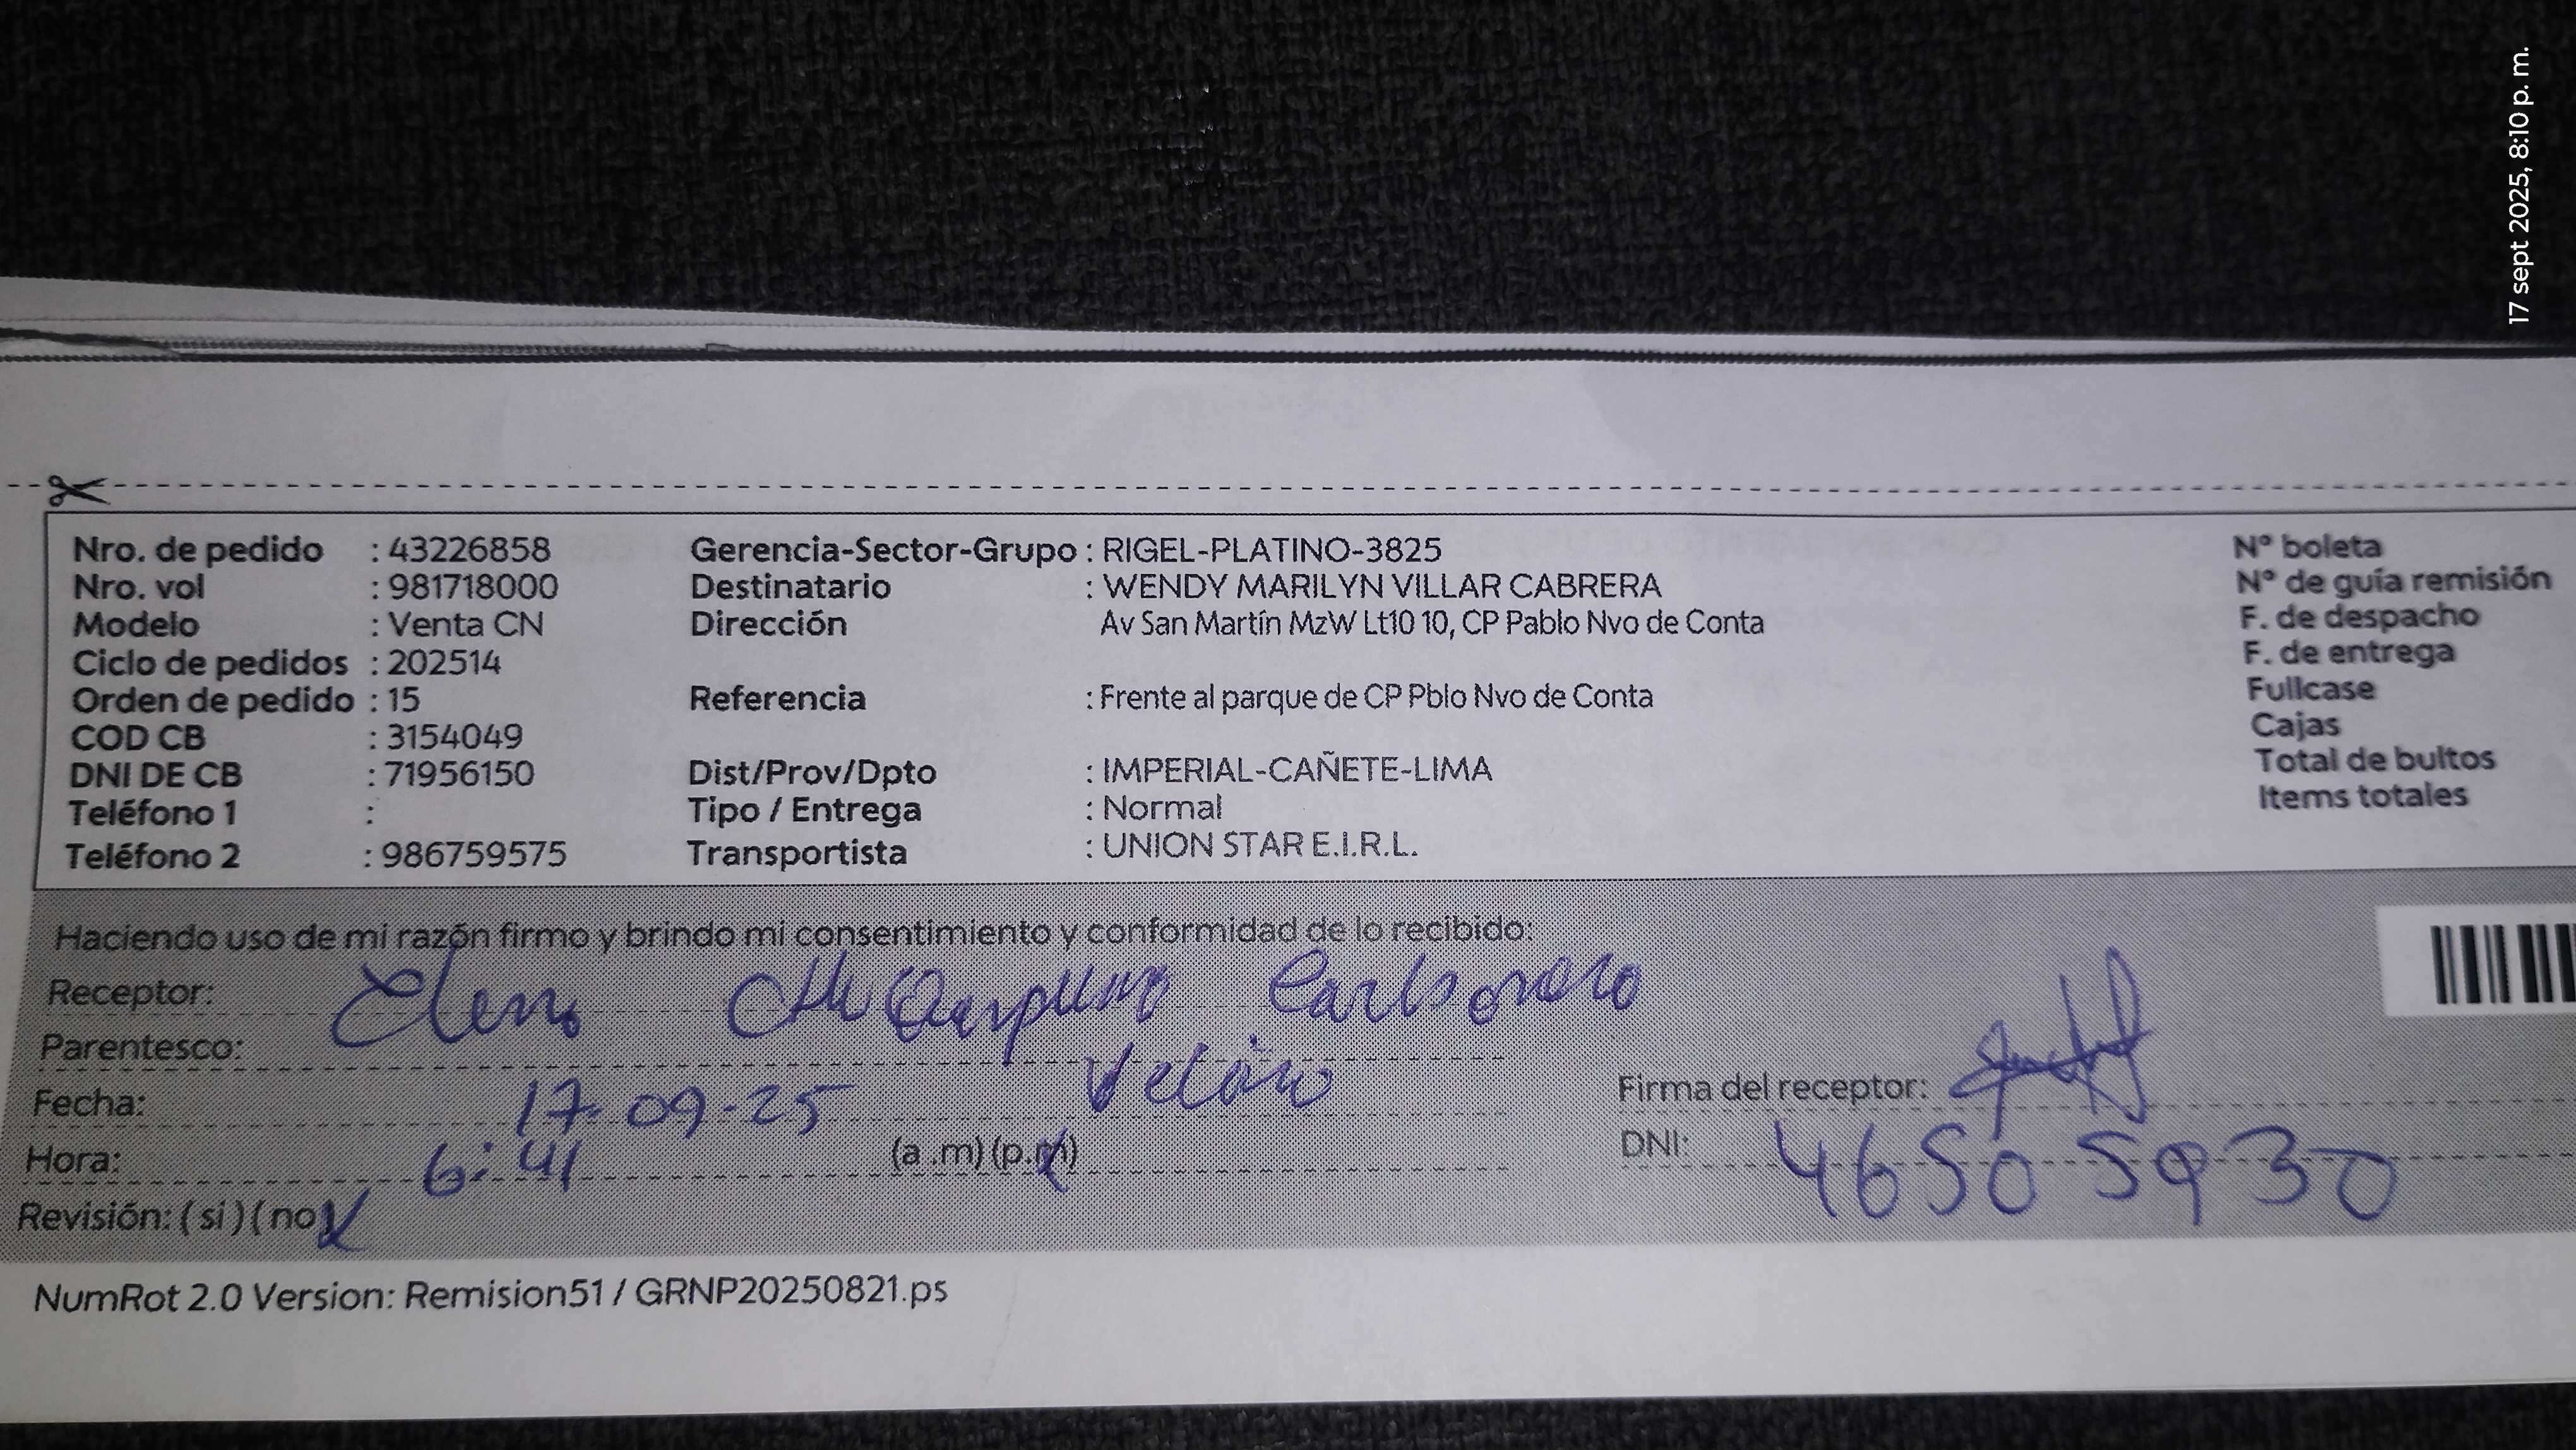 17 sept 2025, 8:10 p. m.
Nro. de pedido : 43226858
Nro. vol : 981718000
Modelo : Venta CN
Ciclo de pedidos : 202514
Orden de pedido : 15
COD CB : 3154049
DNI DE CB : 71956150
Teléfono 1 :
Teléfono 2 : 986759575
Gerencia-Sector-Grupo : RIGEL-PLATINO-3825
Destinatario : WENDY MARILYN VILLAR CABRERA
Dirección Av San Martín MzW Lt10 10, CP Pablo Nvo de Conta
Referencia : Frente al parque de CP Pblo Nvo de Conta
Dist/Prov/Dpto : IMPERIAL-CAÑETE-LIMA
Tipo / Entrega : Normal
Transportista : UNION STAR E.I.R.L.
N° boleta
N° de guía remisión
F. de despacho
F. de entrega
Fullcase
Cajas
Total de bultos
Items totales
Haciendo uso de mi razón firmo y brindo mi consentimiento y conformidad de lo recibido:
Receptor: Elena
Parentesco:
Fecha: 17-09-25
Hora: 6:41 (a .m) (p.m)
Revisión: ( si ) ( no )
Firma del receptor:
DNI: 46505930
NumRot 2.0 Version: Remision51 / GRNP20250821.ps